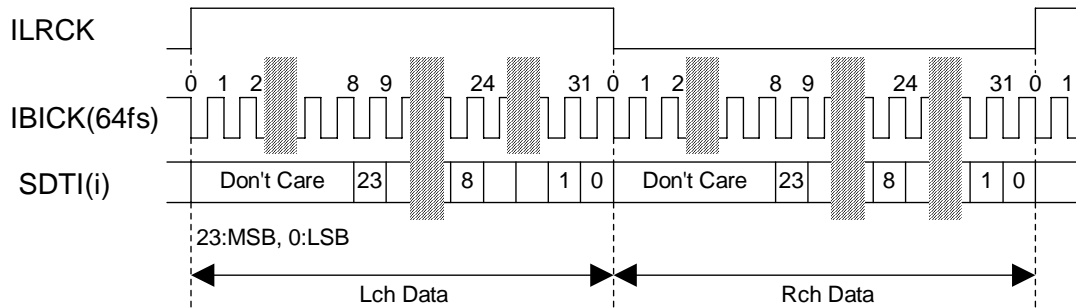 ILRCK
0 1 2 8 9 24 31 0 1 2 8 9 24 31 0 1
IBICK(64fs)
SDTI(i) Don't Care 23 8 1 0 Don't Care 23 8 1 0
23:MSB, 0:LSB
Lch Data Rch Data